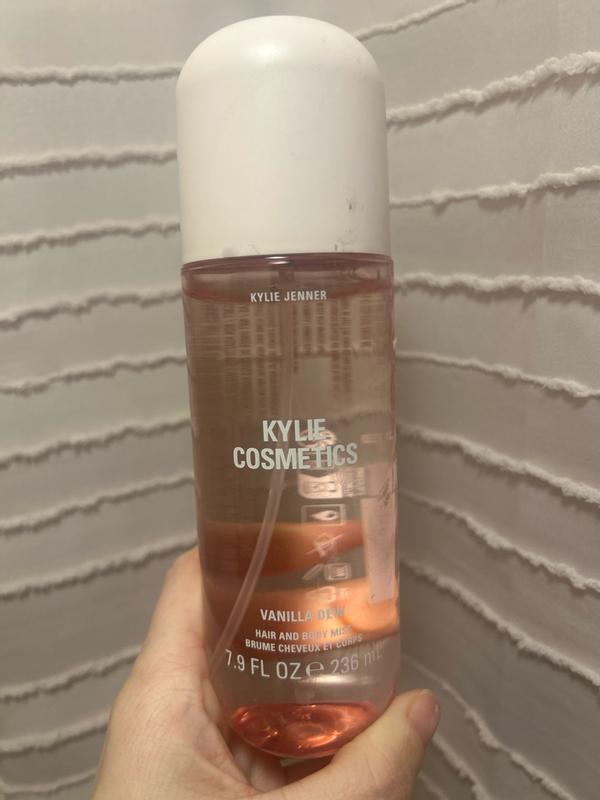 KYLIE JENNER
KYLIE
COSMETICS
VANILLA DEW
HAIR AND BODY MIST
BRUME CHEVEUX ET CORPS
7.9 FL OZ ℮ 236 mL